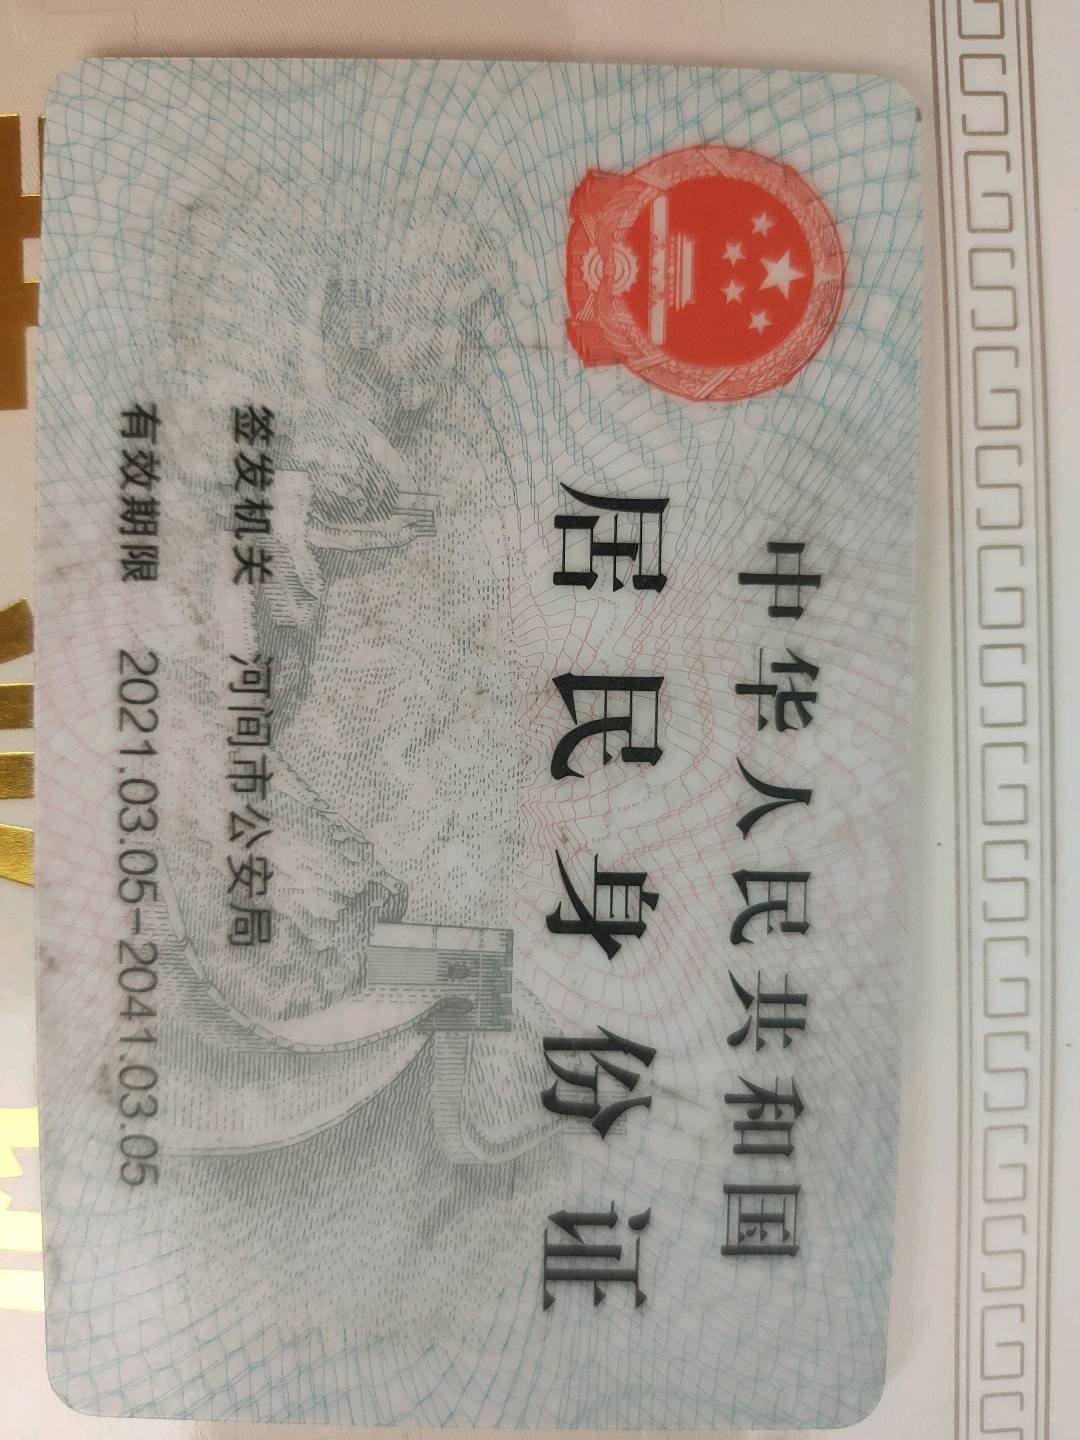 中华人民共和国
居民身份证
签发机关 河间市公安局
有效期限 2021.03.05-2041.03.05